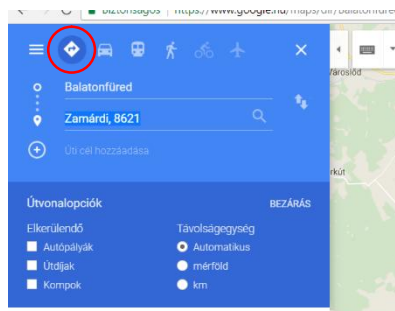 Biztonságos https://www.google.hu/maps/dir/Balatonfüred
Balatonfüred
Zamárdi, 8621
Úti cél hozzáadása
Útvonalopciók BEZÁRÁS
Elkerülendő Távolságegység
Autópályák Automatikus
Útdíjak mérföld
Kompok km
Városlőd
rkút